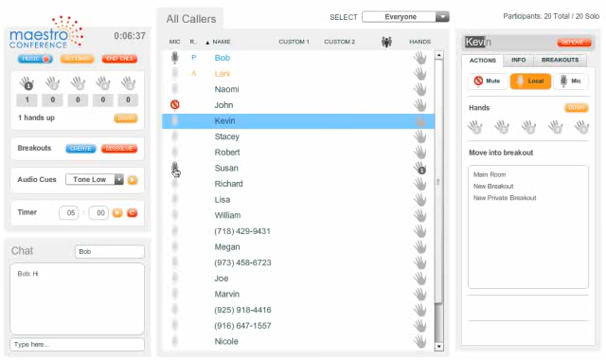 maestro
CONFERENCE
0:06:37
MUSIC
SETTINGS
END CALL
1
1 0 0 0 0
1 hands up
Breakouts
CREATE
DISSOLVE
Audio Cues
Tone Low
Timer
05 : 00
Chat
Bob
Bob: Hi
Type here...
All Callers
SELECT
Everyone
Participants: 20 Total / 20 Solo
MIC R.. ▲ NAME CUSTOM 1 CUSTOM 2 HANDS
P Bob
A Lani
Naomi
John
Kevin
Stacey
Robert
Susan 1
Richard
Lisa
William
(718) 429-9431
Megan
(973) 458-6723
Joe
Marvin
(925) 918-4416
(916) 647-1557
Nicole
Kevin
REMOVE
ACTIONS
INFO
BREAKOUTS
Mute
Local
Mic
Hands
Move into breakout
Main Room
New Breakout
New Private Breakout